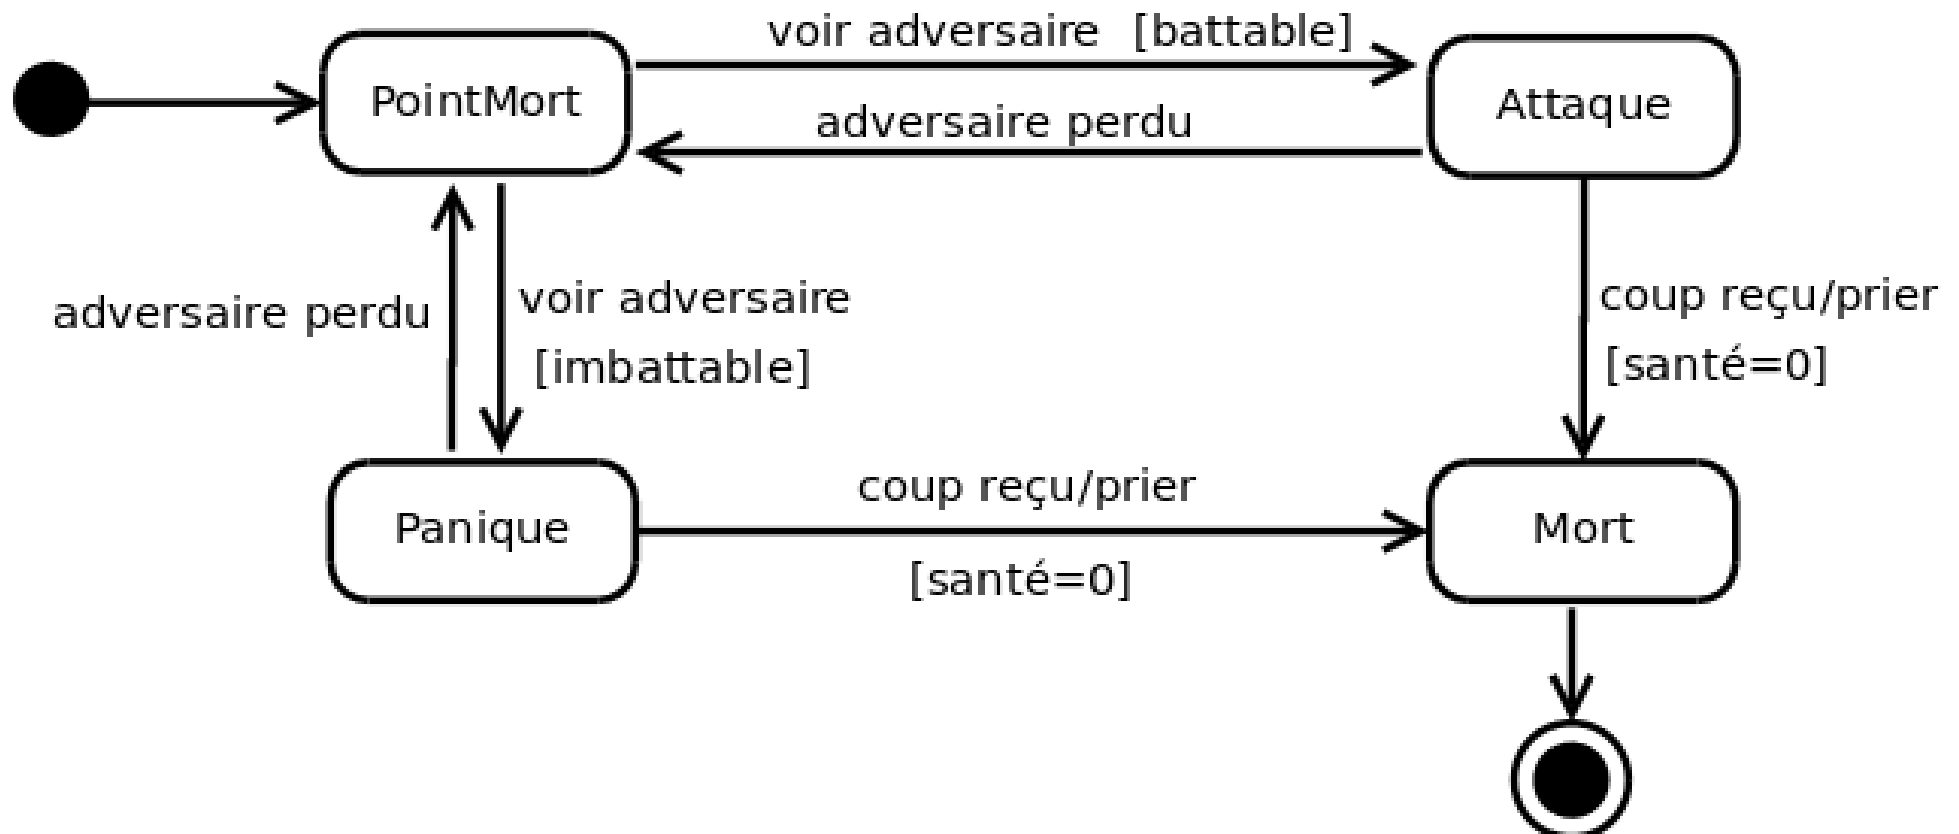 voir adversaire [battable]
PointMort
Attaque
adversaire perdu
adversaire perdu
voir adversaire
[imbattable]
coup reçu/prier
[santé=0]
Panique
coup reçu/prier
[santé=0]
Mort